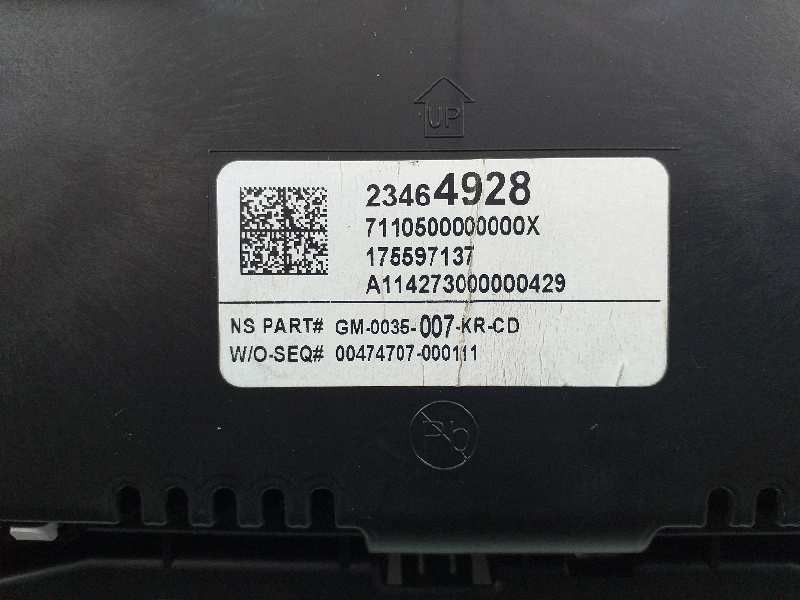 UP
23464928
7110500000000X
175597137
A114273000000429
NS PART# GM-0035-007-KR-CD
W/O-SEQ# 00474707-000111
Pb